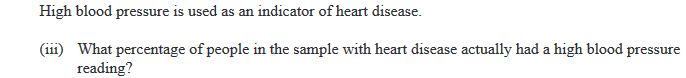 High blood pressure is used as an indicator of heart disease.
(iii) What percentage of people in the sample with heart disease actually had a high blood pressure
reading?